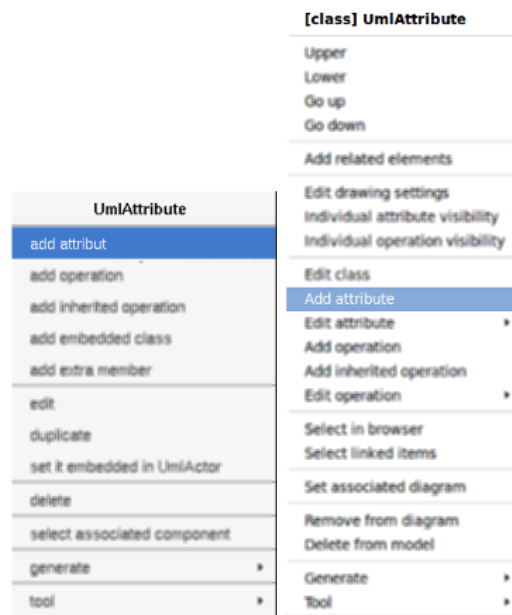 UmlAttribute
add attribut
add operation
add inherited operation
add embedded class
add extra member
edit
duplicate
set it embedded in UmlActor
delete
select associated component
generate
tool
[class] UmlAttribute
Upper
Lower
Go up
Go down
Add related elements
Edit drawing settings
Individual attribute visibility
Individual operation visibility
Edit class
Add attribute
Edit attribute
Add operation
Add inherited operation
Edit operation
Select in browser
Select linked items
Set associated diagram
Remove from diagram
Delete from model
Generate
Tool